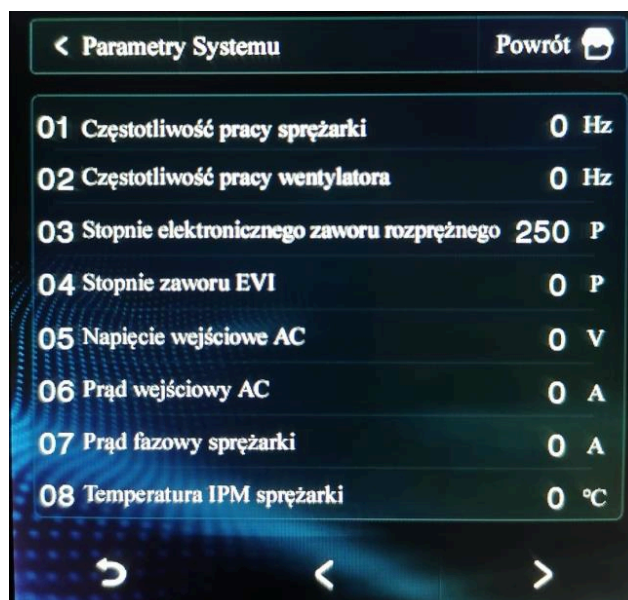 < Parametry Systemu Powrót
01 Częstotliwość pracy sprężarki 0 Hz
02 Częstotliwość pracy wentylatora 0 Hz
03 Stopnie elektronicznego zaworu rozprężnego 250 P
04 Stopnie zaworu EVI 0 P
05 Napięcie wejściowe AC 0 V
06 Prąd wejściowy AC 0 A
07 Prąd fazowy sprężarki 0 A
08 Temperatura IPM sprężarki 0 °C